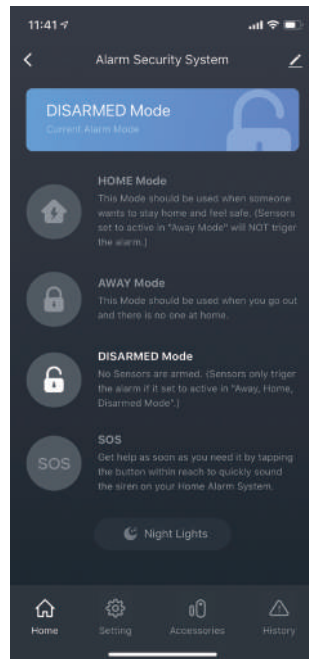 11:41
Alarm Security System
DISARMED Mode
Current Alarm Mode
HOME Mode
This Mode should be used when someone
wants to stay home and feel safe. (Sensors
set to active in "Away Mode" will NOT triger
the alarm.)
AWAY Mode
This Mode should be used when you go out
and there is no one at home.
DISARMED Mode
No Sensors are armed. (Sensors only triger
the alarm if it set to active in "Away, Home,
Disarmed Mode".)
SOS
SOS
Get help as soon as you need it by tapping
the button within reach to quickly sound
the siren on your Home Alarm System.
Night Lights
Home Setting Accessories History